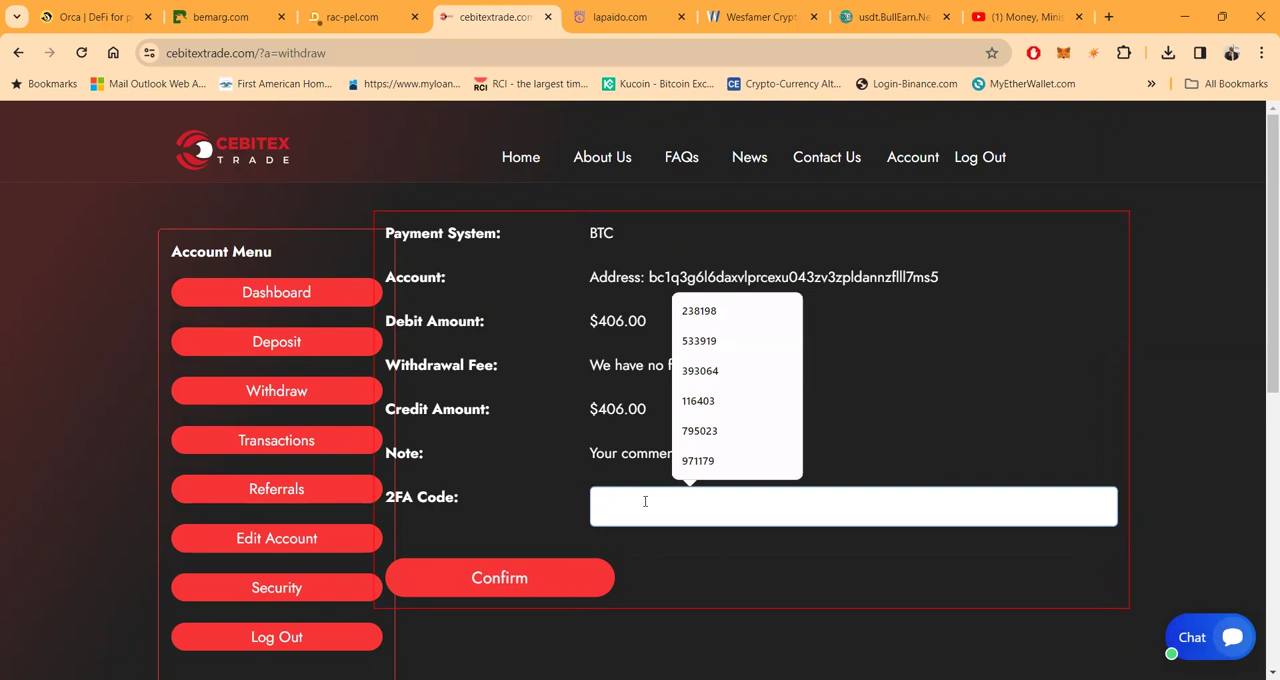 Orca | DeFi for p
bemarg.com
rac-pel.com
cebitextrade.com
lapaido.com
Wesfamer Crypt
usdt.BullEarn.Ne
(1) Money, Minis
cebitextrade.com/?a=withdraw
Bookmarks
Mail Outlook Web A...
First American Hom...
https://www.myloan...
RCI
RCI - the largest tim...
Kucoin - Bitcoin Exc...
CE
Crypto-Currency Alt...
Login-Binance.com
MyEtherWallet.com
»
All Bookmarks
CEBITEX
TRADE
Home
About Us
FAQs
News
Contact Us
Account
Log Out
Account Menu
Dashboard
Deposit
Withdraw
Transactions
Referrals
Edit Account
Security
Log Out
Payment System: BTC
Account: Address: bc1q3g6l6daxvlprcexu043zv3zpldannzflll7ms5
Debit Amount: $406.00
Withdrawal Fee: We have no f
Credit Amount: $406.00
Note: Your commen
2FA Code:
238198
533919
393064
116403
795023
971179
Confirm
Chat